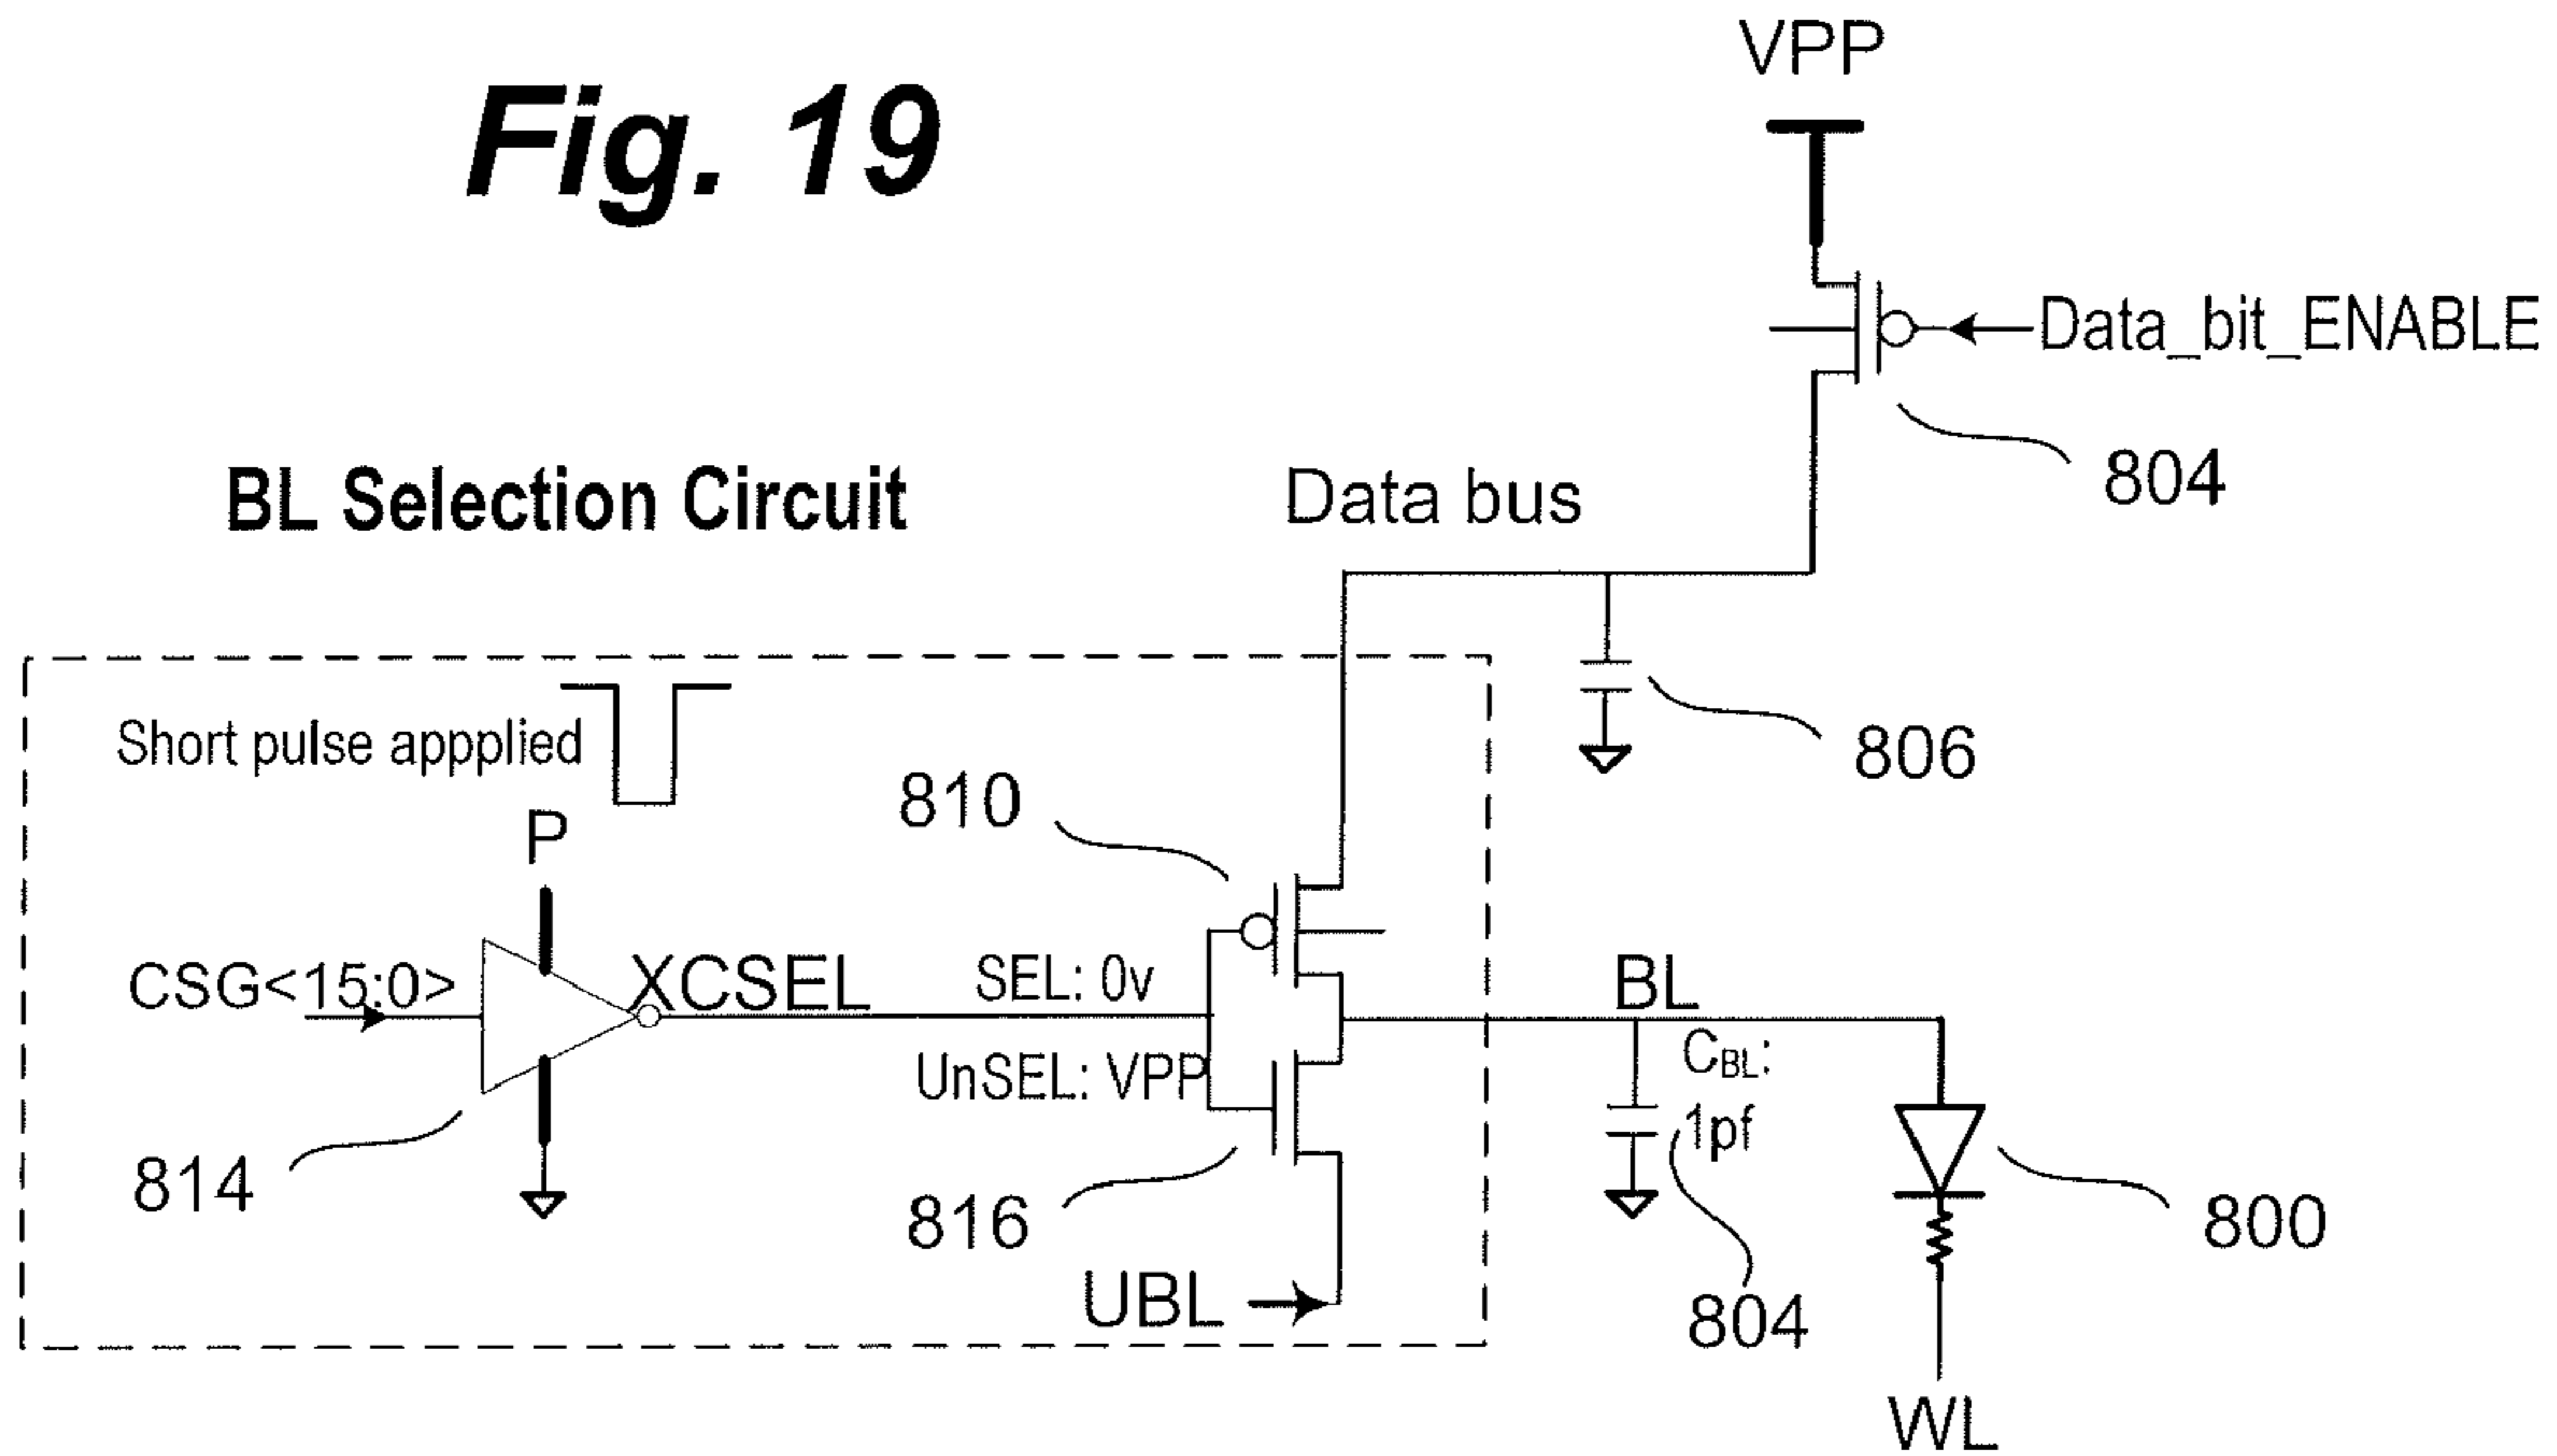 Fig. 19
VPP
Data_bit_ENABLE
804
BL Selection Circuit
Data bus
806
Short pulse appplied
810
P
CSG<15:0>
XCSEL
SEL: 0v
BL
UnSEL: VPP
CBL:
1pf
814
816
800
UBL
804
WL